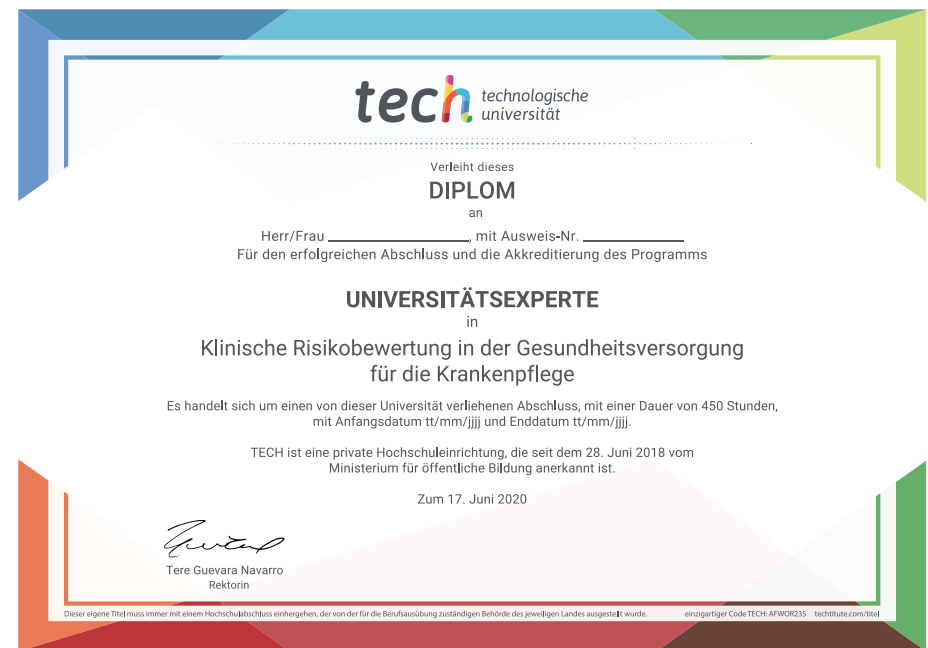 tech technologische
universität
Verleiht dieses
DIPLOM
an
Herr/Frau ____________________, mit Ausweis-Nr. ______________
Für den erfolgreichen Abschluss und die Akkreditierung des Programms
UNIVERSITÄTSEXPERTE
in
Klinische Risikobewertung in der Gesundheitsversorgung
für die Krankenpflege
Es handelt sich um einen von dieser Universität verliehenen Abschluss, mit einer Dauer von 450 Stunden,
mit Anfangsdatum tt/mm/jjjj und Enddatum tt/mm/jjjj.
TECH ist eine private Hochschuleinrichtung, die seit dem 28. Juni 2018 vom
Ministerium für öffentliche Bildung anerkannt ist.
Zum 17. Juni 2020
Tere Guevara Navarro
Rektorin
Dieser eigene Titel muss immer mit einem Hochschulabschluss einhergehen, der von der für die Berufsausübung zuständigen Behörde des jeweiligen Landes ausgestellt wurde. einzigartiger Code TECH: AFWOR23S techtitute.com/titel